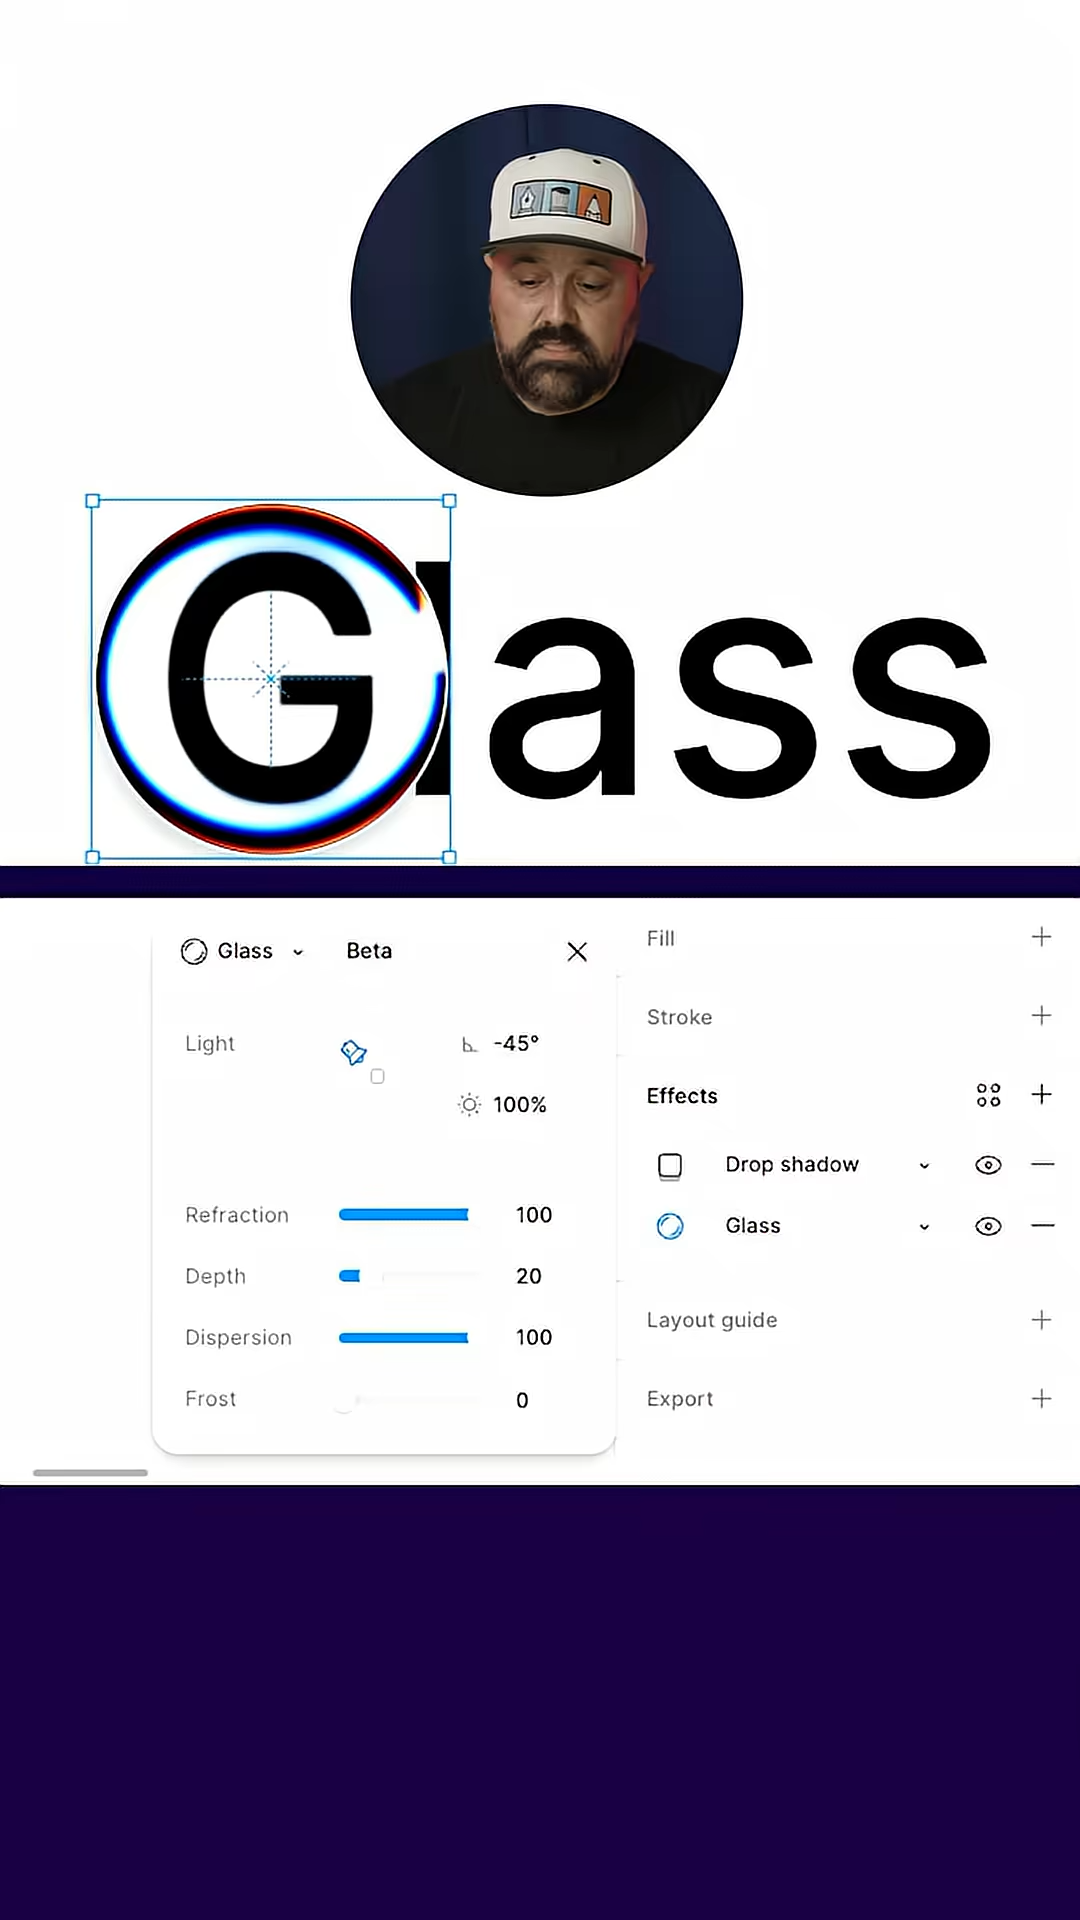 Glass
Glass Beta
Light -45°
100%
Refraction 100
Depth 20
Dispersion 100
Frost 0
Fill
Stroke
Effects
Drop shadow
Glass
Layout guide
Export